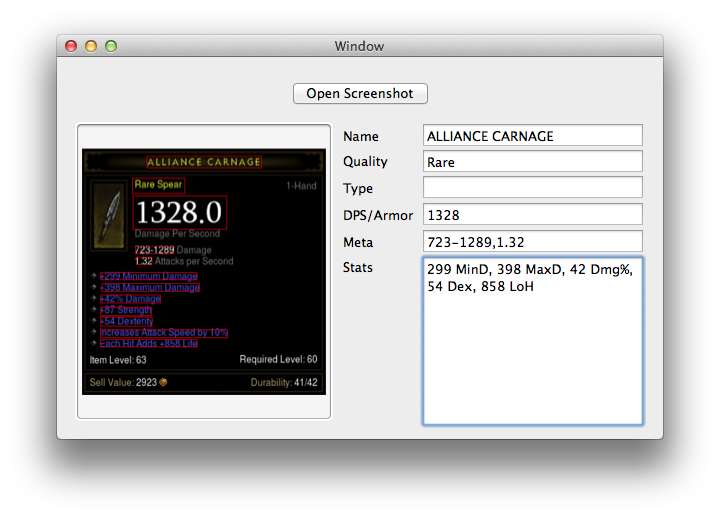 Window
Open Screenshot
ALLIANCE CARNAGE
Rare Spear
1-Hand
1328.0
Damage Per Second
723-1289 Damage
1.32 Attacks per Second
+299 Minimum Damage
+398 Maximum Damage
+42% Damage
+87 Strength
+54 Dexterity
Increases Attack Speed by 10%
Each Hit Adds +858 Life
Item Level: 63
Required Level: 60
Sell Value: 2923
Durability: 41/42
Name
ALLIANCE CARNAGE
Quality
Rare
Type
DPS/Armor
1328
Meta
723-1289,1.32
Stats
299 MinD, 398 MaxD, 42 Dmg%,
54 Dex, 858 LoH